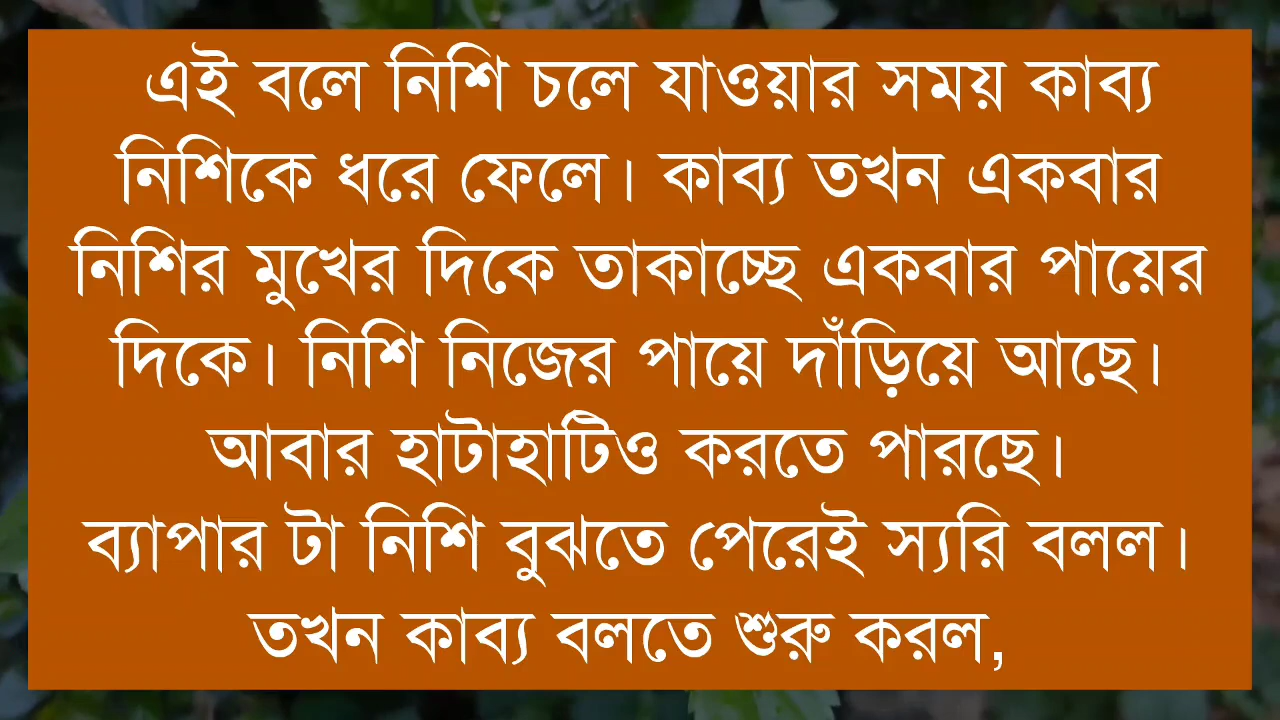 এই বলে নিশি চলে যাওয়ার সময় কাব্য
নিশিকে ধরে ফেলে। কাব্য তখন একবার
নিশির মুখের দিকে তাকাচ্ছে একবার পায়ের
দিকে। নিশি নিজের পায়ে দাঁড়িয়ে আছে।
আবার হাটাহাটিও করতে পারছে।
ব্যাপার টা নিশি বুঝতে পেরেই স্যরি বলল।
তখন কাব্য বলতে শুরু করল,